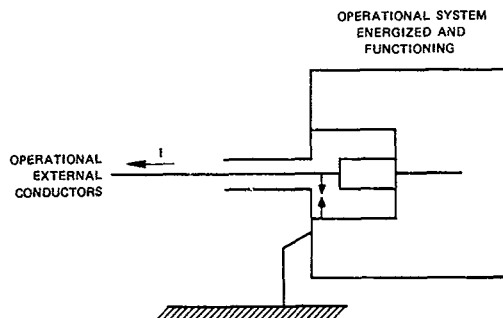 OPERATIONAL SYSTEM
ENERGIZED AND
FUNCTIONING
I
OPERATIONAL
EXTERNAL
CONDUCTORS